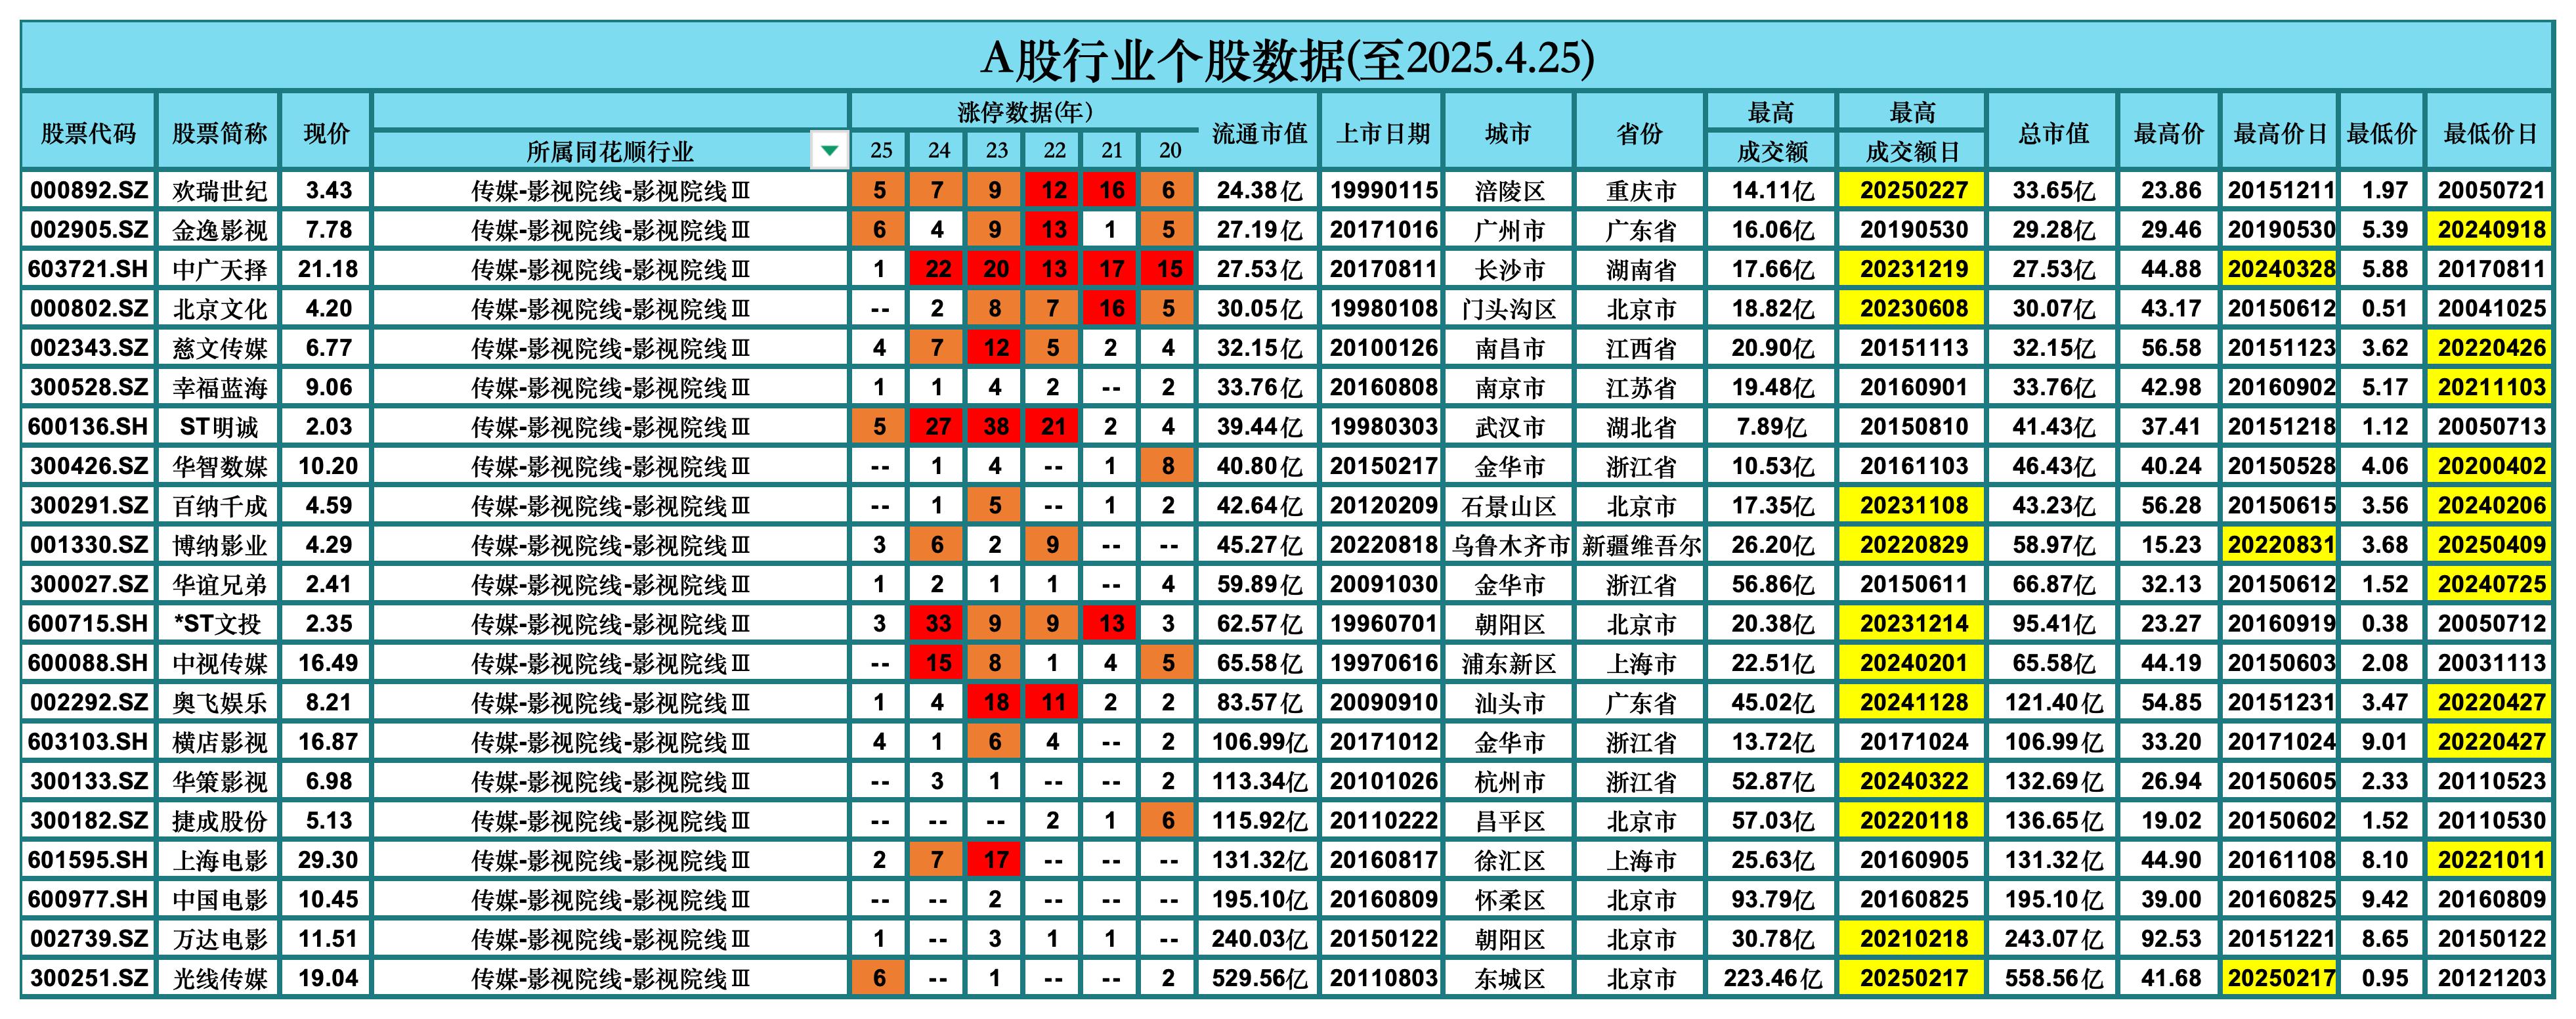 A股行业个股数据(至2025.4.25)
股票代码 股票简称 现价 所属同花顺行业 涨停数据(年) 流通市值 上市日期 城市 省份 最高 最高 总市值 最高价 最高价日 最低价 最低价日
25 24 23 22 21 20 成交额 成交额日
000892.SZ 欢瑞世纪 3.43 传媒-影视院线-影视院线Ⅲ 5 7 9 12 16 6 24.38亿 19990115 涪陵区 重庆市 14.11亿 20250227 33.65亿 23.86 20151211 1.97 20050721
002905.SZ 金逸影视 7.78 传媒-影视院线-影视院线Ⅲ 6 4 9 13 1 5 27.19亿 20171016 广州市 广东省 16.06亿 20190530 29.28亿 29.46 20190530 5.39 20240918
603721.SH 中广天择 21.18 传媒-影视院线-影视院线Ⅲ 1 22 20 13 17 15 27.53亿 20170811 长沙市 湖南省 17.66亿 20231219 27.53亿 44.88 20240328 5.88 20170811
000802.SZ 北京文化 4.20 传媒-影视院线-影视院线Ⅲ -- 2 8 7 16 5 30.05亿 19980108 门头沟区 北京市 18.82亿 20230608 30.07亿 43.17 20150612 0.51 20041025
002343.SZ 慈文传媒 6.77 传媒-影视院线-影视院线Ⅲ 4 7 12 5 2 4 32.15亿 20100126 南昌市 江西省 20.90亿 20151113 32.15亿 56.58 20151123 3.62 20220426
300528.SZ 幸福蓝海 9.06 传媒-影视院线-影视院线Ⅲ 1 1 4 2 -- 2 33.76亿 20160808 南京市 江苏省 19.48亿 20160901 33.76亿 42.98 20160902 5.17 20211103
600136.SH ST明诚 2.03 传媒-影视院线-影视院线Ⅲ 5 27 38 21 2 4 39.44亿 19980303 武汉市 湖北省 7.89亿 20150810 41.43亿 37.41 20151218 1.12 20050713
300426.SZ 华智数媒 10.20 传媒-影视院线-影视院线Ⅲ -- 1 4 -- 1 8 40.80亿 20150217 金华市 浙江省 10.53亿 20161103 46.43亿 40.24 20150528 4.06 20200402
300291.SZ 百纳千成 4.59 传媒-影视院线-影视院线Ⅲ -- 1 5 -- 1 2 42.64亿 20120209 石景山区 北京市 17.35亿 20231108 43.23亿 56.28 20150615 3.56 20240206
001330.SZ 博纳影业 4.29 传媒-影视院线-影视院线Ⅲ 3 6 2 9 -- -- 45.27亿 20220818 乌鲁木齐市 新疆维吾尔 26.20亿 20220829 58.97亿 15.23 20220831 3.68 20250409
300027.SZ 华谊兄弟 2.41 传媒-影视院线-影视院线Ⅲ 1 2 1 1 -- 4 59.89亿 20091030 金华市 浙江省 56.86亿 20150611 66.87亿 32.13 20150612 1.52 20240725
600715.SH *ST文投 2.35 传媒-影视院线-影视院线Ⅲ 3 33 9 9 13 3 62.57亿 19960701 朝阳区 北京市 20.38亿 20231214 95.41亿 23.27 20160919 0.38 20050712
600088.SH 中视传媒 16.49 传媒-影视院线-影视院线Ⅲ -- 15 8 1 4 5 65.58亿 19970616 浦东新区 上海市 22.51亿 20240201 65.58亿 44.19 20150603 2.08 20031113
002292.SZ 奥飞娱乐 8.21 传媒-影视院线-影视院线Ⅲ 1 4 18 11 2 2 83.57亿 20090910 汕头市 广东省 45.02亿 20241128 121.40亿 54.85 20151231 3.47 20220427
603103.SH 横店影视 16.87 传媒-影视院线-影视院线Ⅲ 4 1 6 4 -- 2 106.99亿 20171012 金华市 浙江省 13.72亿 20171024 106.99亿 33.20 20171024 9.01 20220427
300133.SZ 华策影视 6.98 传媒-影视院线-影视院线Ⅲ -- 3 1 -- -- 2 113.34亿 20101026 杭州市 浙江省 52.87亿 20240322 132.69亿 26.94 20150605 2.33 20110523
300182.SZ 捷成股份 5.13 传媒-影视院线-影视院线Ⅲ -- -- -- 2 1 6 115.92亿 20110222 昌平区 北京市 57.03亿 20220118 136.65亿 19.02 20150602 1.52 20110530
601595.SH 上海电影 29.30 传媒-影视院线-影视院线Ⅲ 2 7 17 -- -- -- 131.32亿 20160817 徐汇区 上海市 25.63亿 20160905 131.32亿 44.90 20161108 8.10 20221011
600977.SH 中国电影 10.45 传媒-影视院线-影视院线Ⅲ -- -- 2 -- -- -- 195.10亿 20160809 怀柔区 北京市 93.79亿 20160825 195.10亿 39.00 20160825 9.42 20160809
002739.SZ 万达电影 11.51 传媒-影视院线-影视院线Ⅲ 1 -- 3 1 1 -- 240.03亿 20150122 朝阳区 北京市 30.78亿 20210218 243.07亿 92.53 20151221 8.65 20150122
300251.SZ 光线传媒 19.04 传媒-影视院线-影视院线Ⅲ 6 -- 1 -- -- 2 529.56亿 20110803 东城区 北京市 223.46亿 20250217 558.56亿 41.68 20250217 0.95 20121203